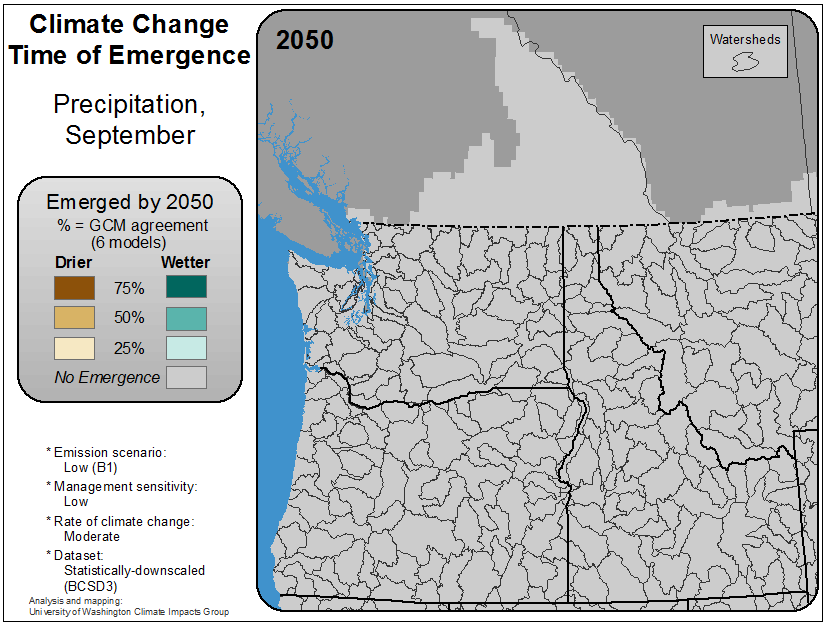 Climate Change
Time of Emergence
Precipitation,
September
Emerged by 2050
% = GCM agreement
(6 models)
Drier Wetter
75%
50%
25%
No Emergence
* Emission scenario:
Low (B1)
* Management sensitivity:
Low
* Rate of climate change:
Moderate
* Dataset:
Statistically-downscaled
(BCSD3)
Analysis and mapping:
University of Washington Climate Impacts Group
2050
Watersheds